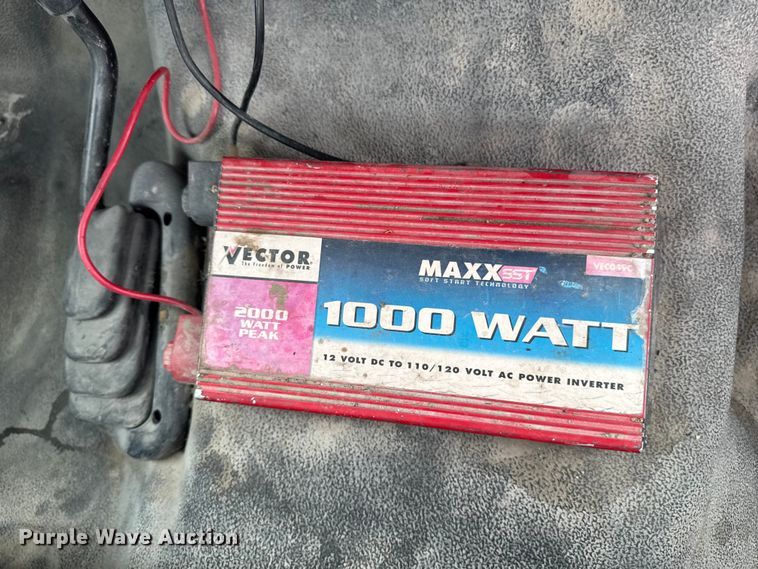 VECTOR
The Freedom of POWER
MAXX SST
SOFT START TECHNOLOGY
2000
WATT
PEAK
1000 WATT
12 VOLT DC TO 110/120 VOLT AC POWER INVERTER
Purple Wave Auction